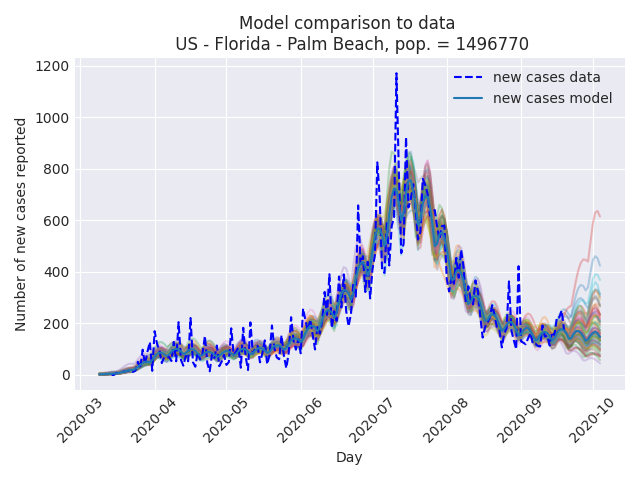 Model comparison to data
US - Florida - Palm Beach, pop. = 1496770
new cases data
new cases model
Number of new cases reported
1200
1000
800
600
400
200
0
2020-03
2020-04
2020-05
2020-06
2020-07
2020-08
2020-09
2020-10
Day